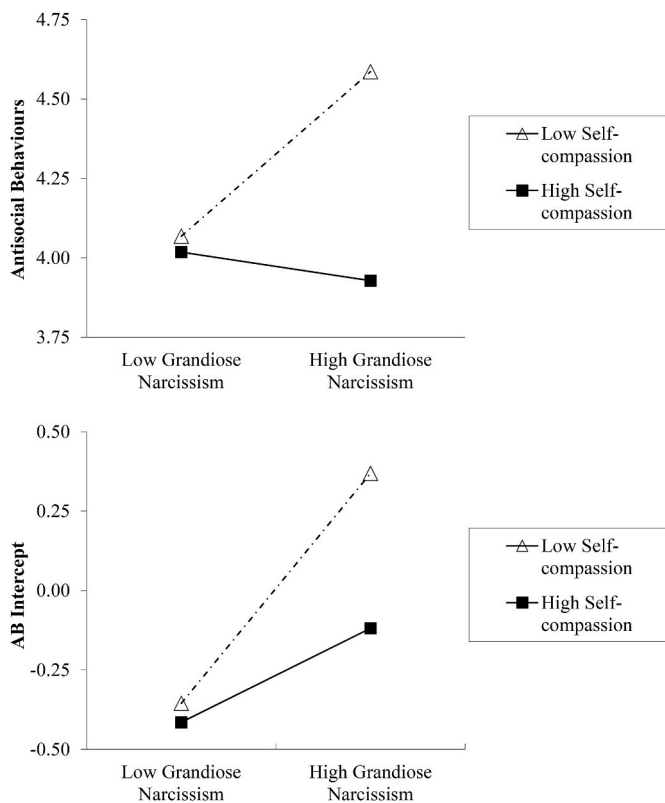 4.75
4.50
4.25
4.00
3.75
Antisocial Behaviours
Low Grandiose
Narcissism
High Grandiose
Narcissism
Low Self-
compassion
High Self-
compassion
0.50
0.25
0.00
-0.25
-0.50
AB Intercept
Low Grandiose
Narcissism
High Grandiose
Narcissism
Low Self-
compassion
High Self-
compassion